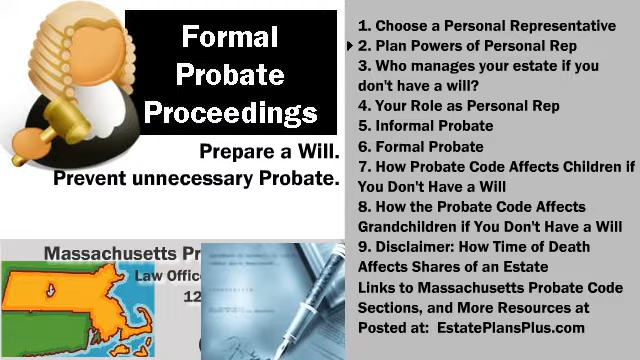 Formal
Probate
Proceedings
Prepare a Will.
Prevent unnecessary Probate.
Massachusetts Pr
Law Office
12
1. Choose a Personal Representative
2. Plan Powers of Personal Rep
3. Who manages your estate if you
don't have a will?
4. Your Role as Personal Rep
5. Informal Probate
6. Formal Probate
7. How Probate Code Affects Children if
You Don't Have a Will
8. How the Probate Code Affects
Grandchildren if You Don't Have a Will
9. Disclaimer: How Time of Death
Affects Shares of an Estate
Links to Massachusetts Probate Code
Sections, and More Resources at
Posted at: EstatePlansPlus.com